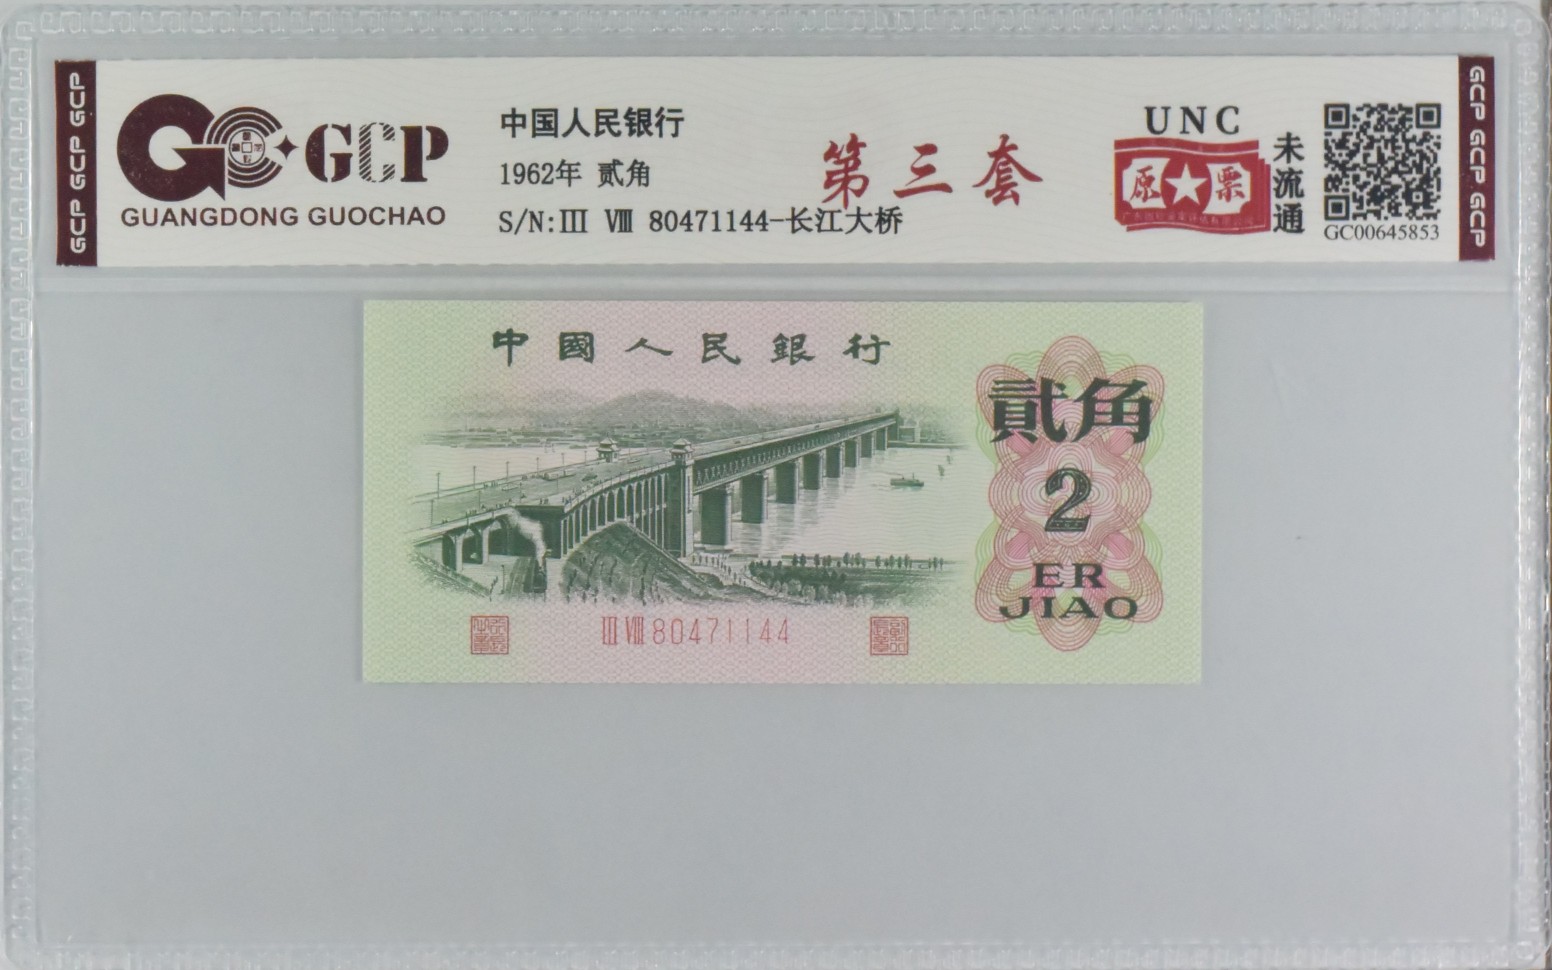 GCP GCP GCP
GCP
GUANGDONG GUOCHAO
中国人民银行
1962年 贰角
S/N:III VIII 80471144-长江大桥
第三套
UNC
原★票
未流通
GC00645853
GCP GCP GCP
中國人民銀行
貳角
2
ER
JIAO
III VIII 80471144